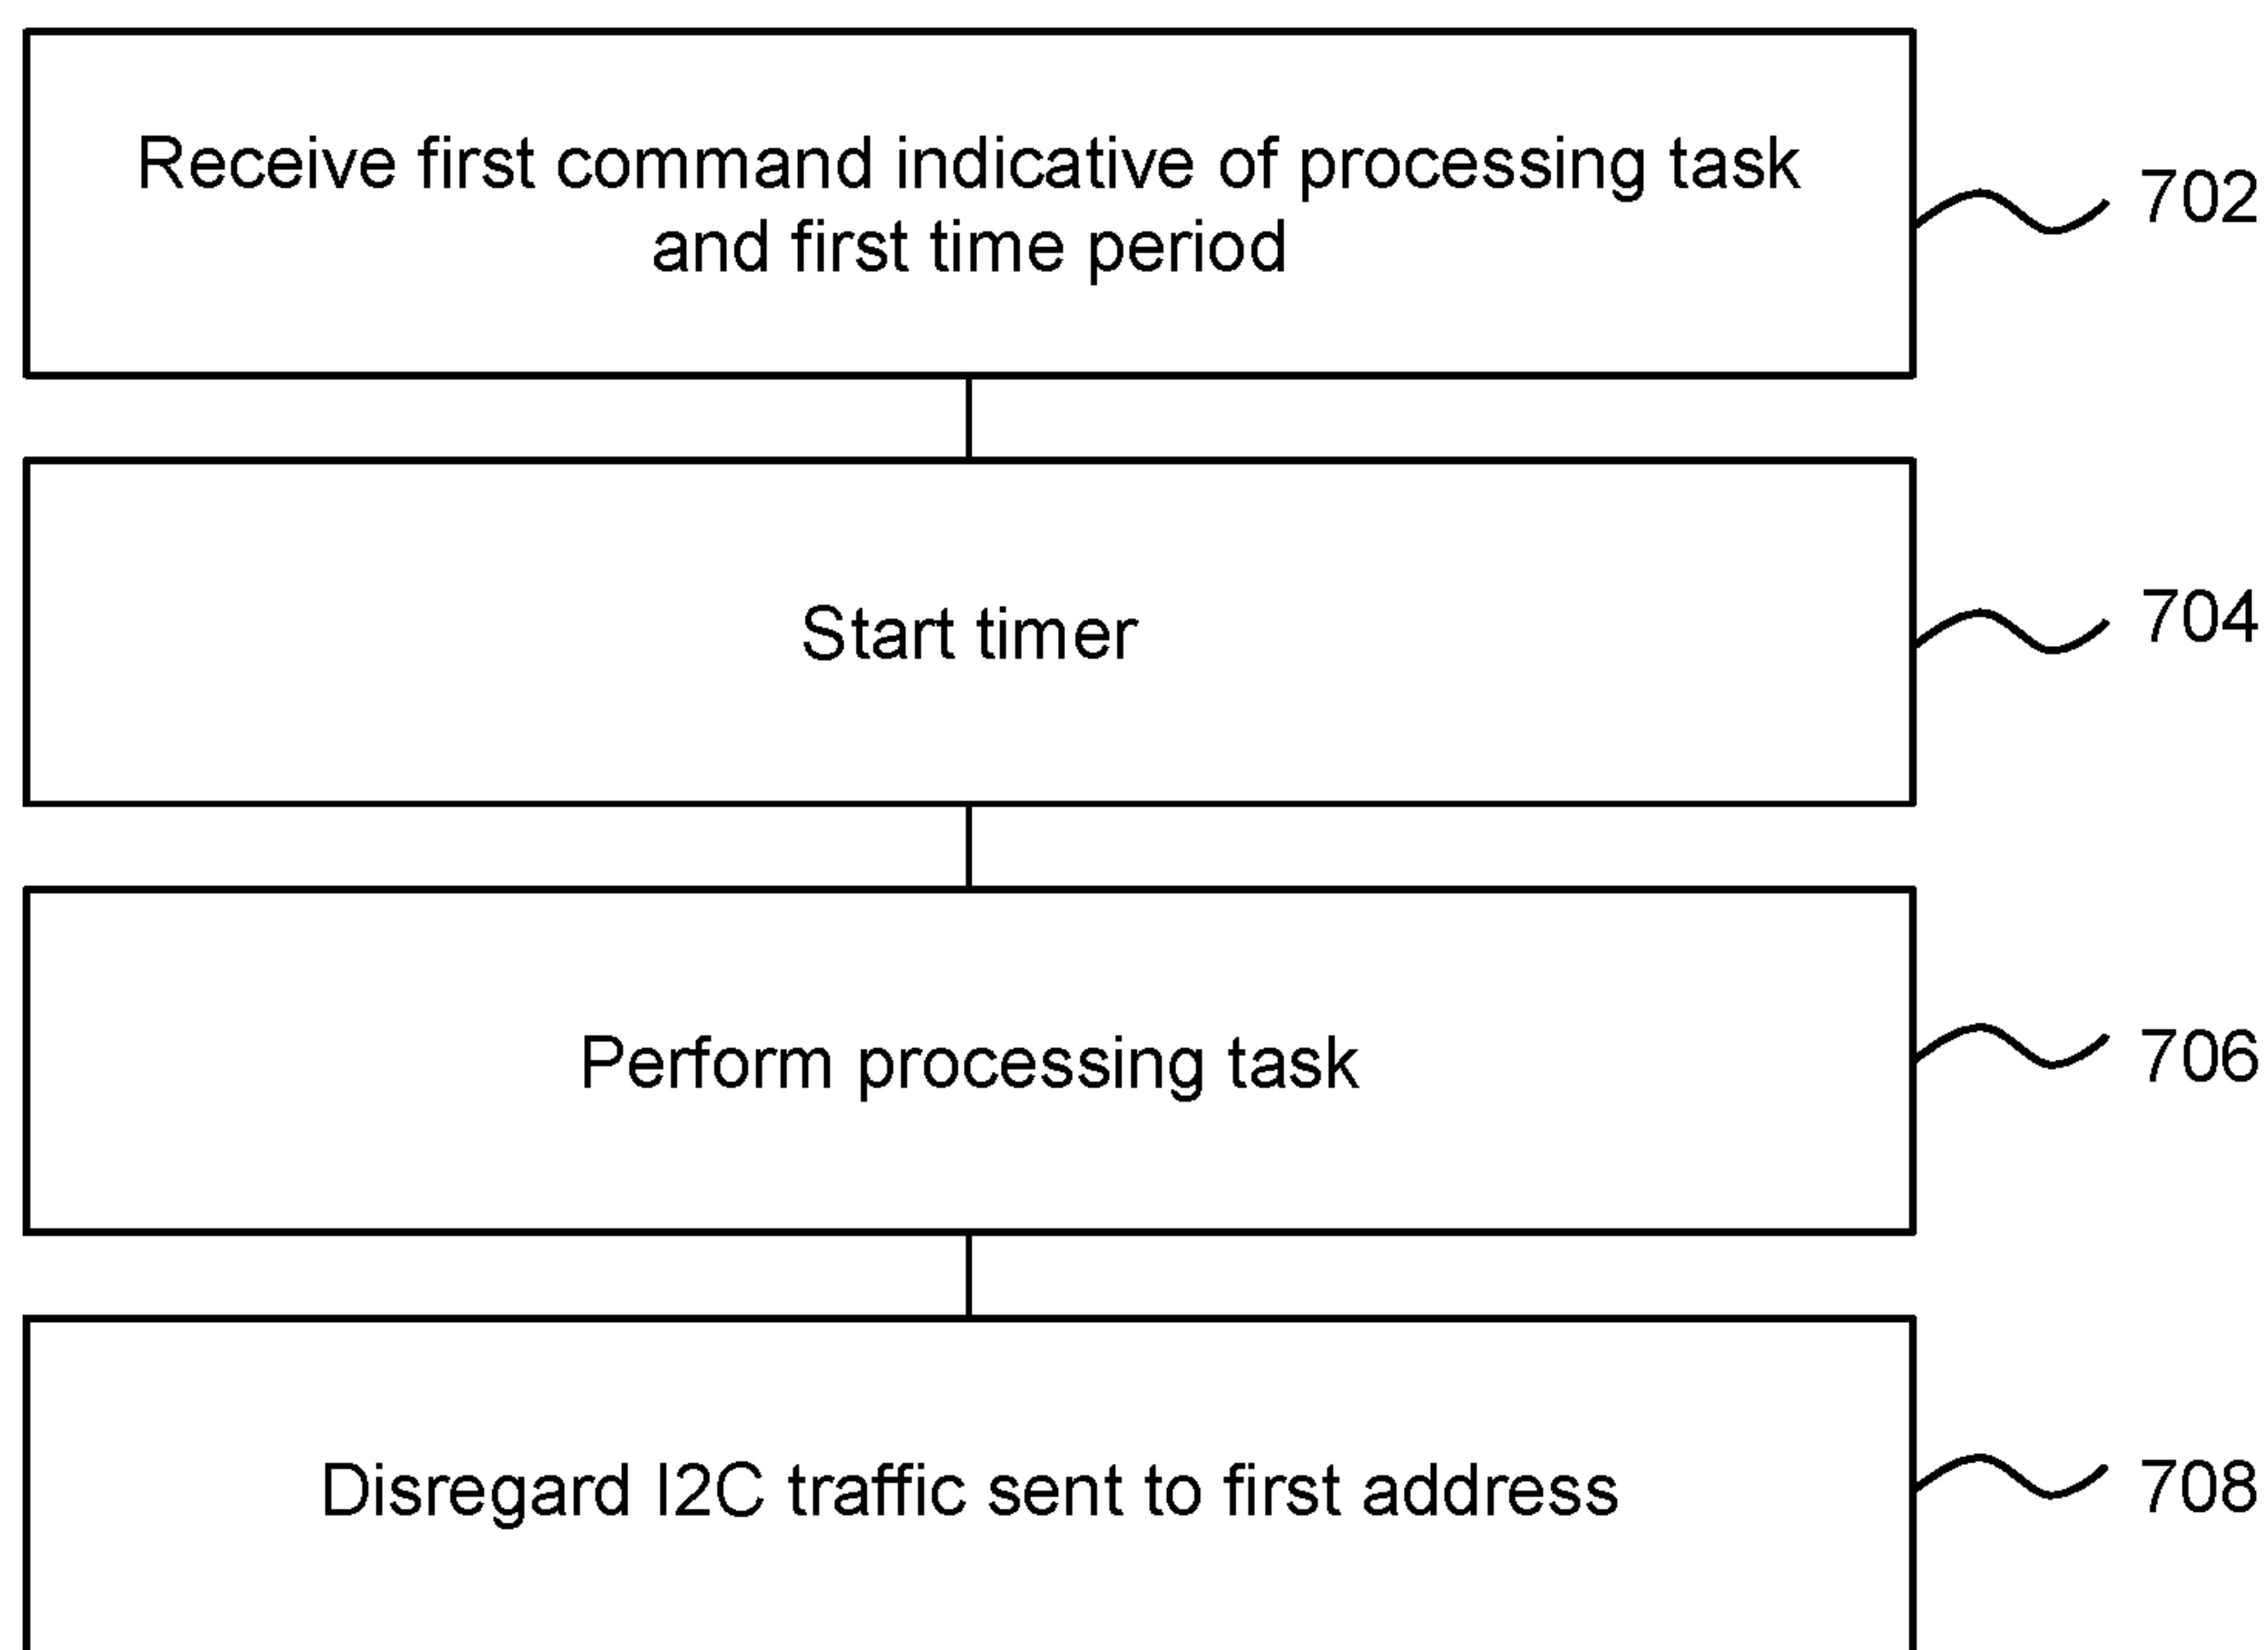 Receive first command indicative of processing task
and first time period
702
Start timer
704
Perform processing task
706
Disregard I2C traffic sent to first address
708